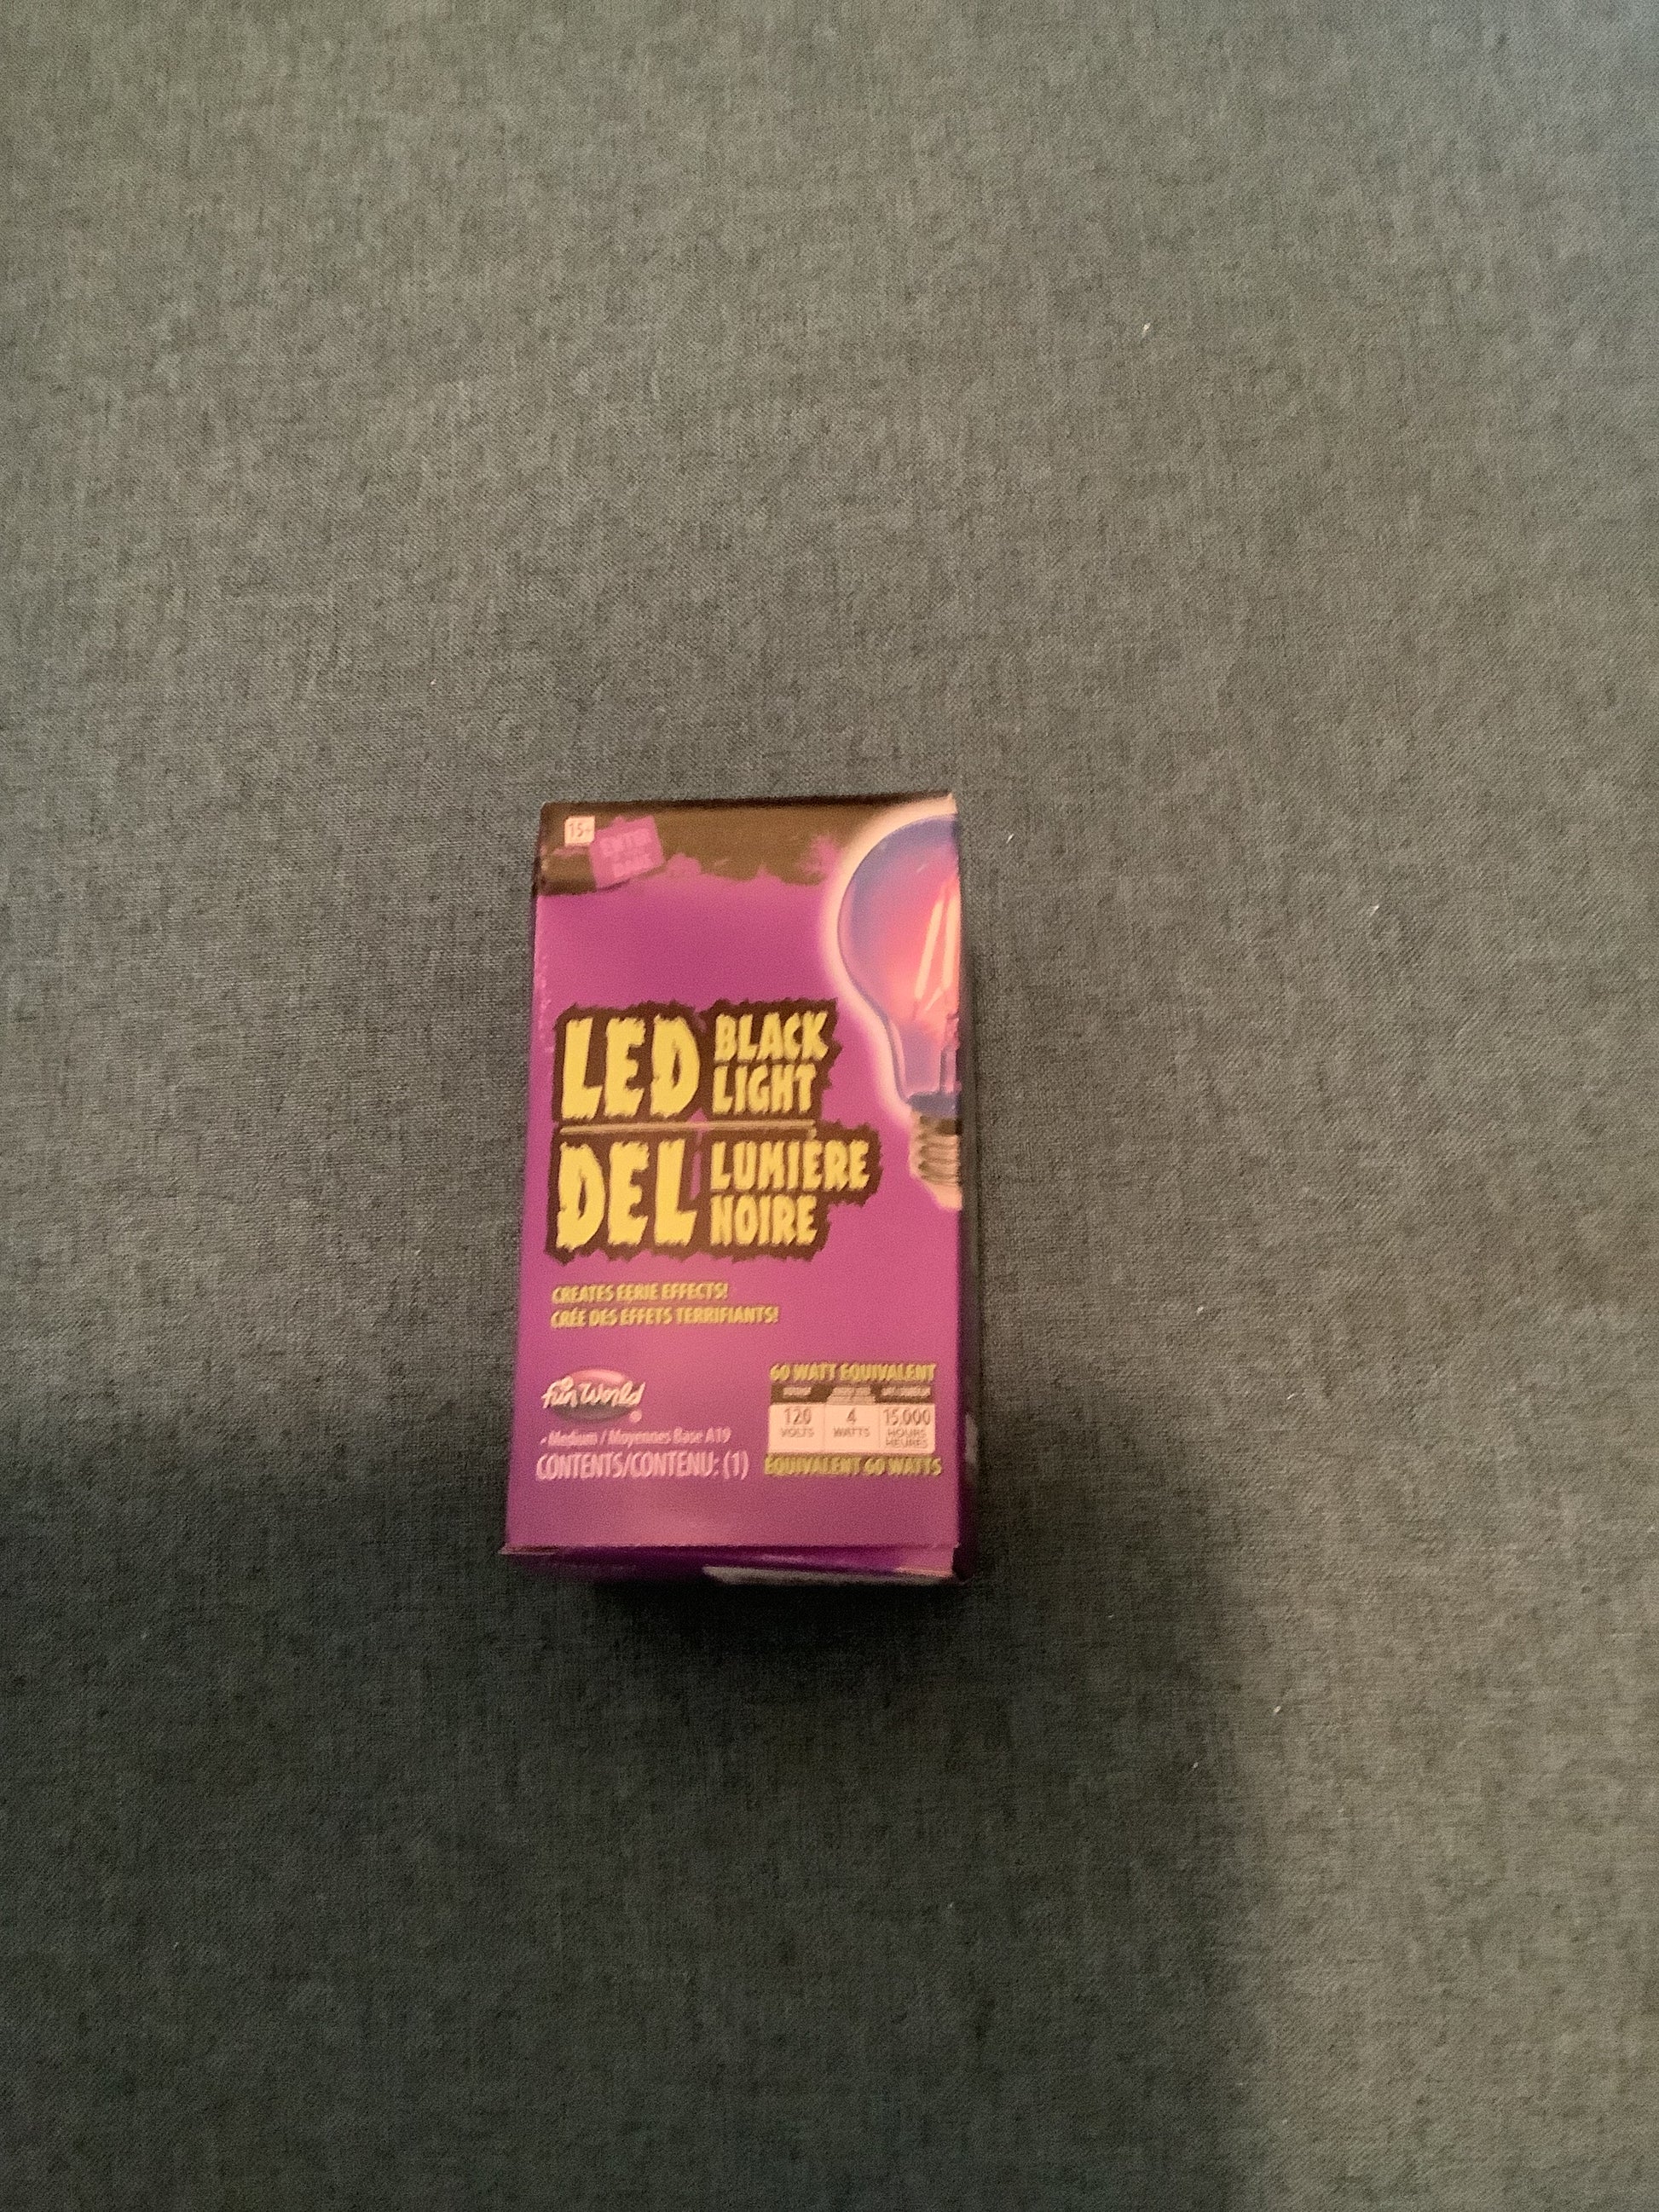 15+
ENTER
LED BLACK LIGHT
DEL LUMIÈRE NOIRE
CREATES EERIE EFFECTS!
CRÉE DES EFFETS TERRIFIANTS!
fun World®
• Medium / Moyennes Base A19
CONTENTS/CONTENU: (1)
60 WATT EQUIVALENT
120 4 15,000
VOLTS WATTS HOURS
HEURES
ÉQUIVALENT 60 WATTS